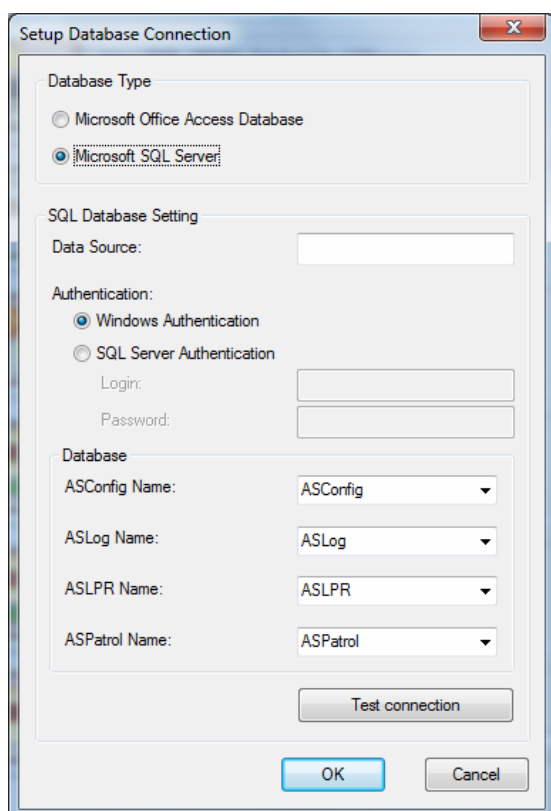 Setup Database Connection
Database Type
Microsoft Office Access Database
Microsoft SQL Server
SQL Database Setting
Data Source:
Authentication:
Windows Authentication
SQL Server Authentication
Login:
Password:
Database
ASConfig Name: ASConfig
ASLog Name: ASLog
ASLPR Name: ASLPR
ASPatrol Name: ASPatrol
Test connection
OK Cancel